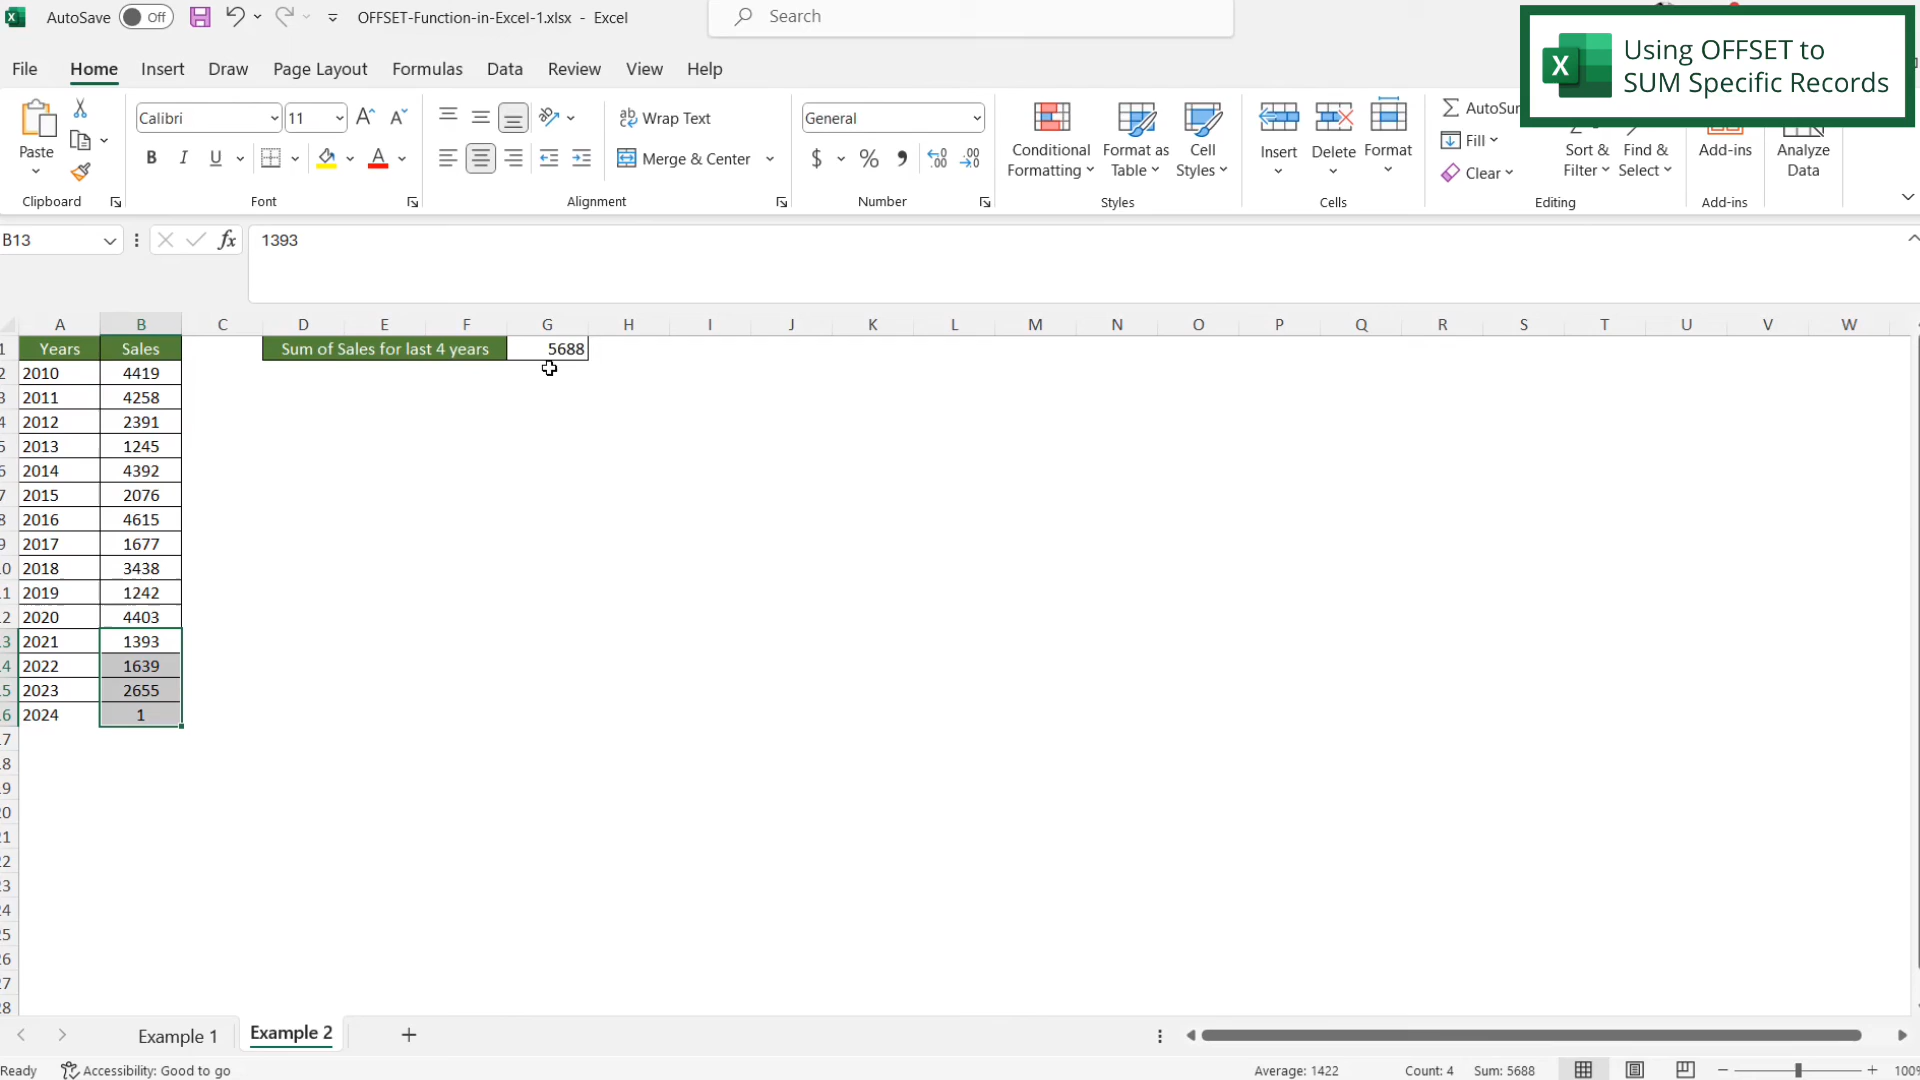 AutoSave Off OFFSET-Function-in-Excel-1.xlsx - Excel Search
Using OFFSET to
SUM Specific Records
File Home Insert Draw Page Layout Formulas Data Review View Help
Paste
Clipboard
Calibri 11
B I U
Font
Wrap Text
Merge & Center
Alignment
General
$ %
Number
Conditional
Formatting
Format as
Table
Cell
Styles
Styles
Insert Delete Format
Cells
Fill
Clear
Sort &
Filter
Find &
Select
Editing
Add-ins
Add-ins
Analyze
Data
B13 fx 1393
A B C D E F G H I J K L M N O P Q R S T U V W
Years Sales Sum of Sales for last 4 years 5688
2010 4419
2011 4258
2012 2391
2013 1245
2014 4392
2015 2076
2016 4615
2017 1677
2018 3438
2019 1242
2020 4403
2021 1393
2022 1639
2023 2655
2024 1
Example 1 Example 2 +
Ready Accessibility: Good to go Average: 1422 Count: 4 Sum: 5688